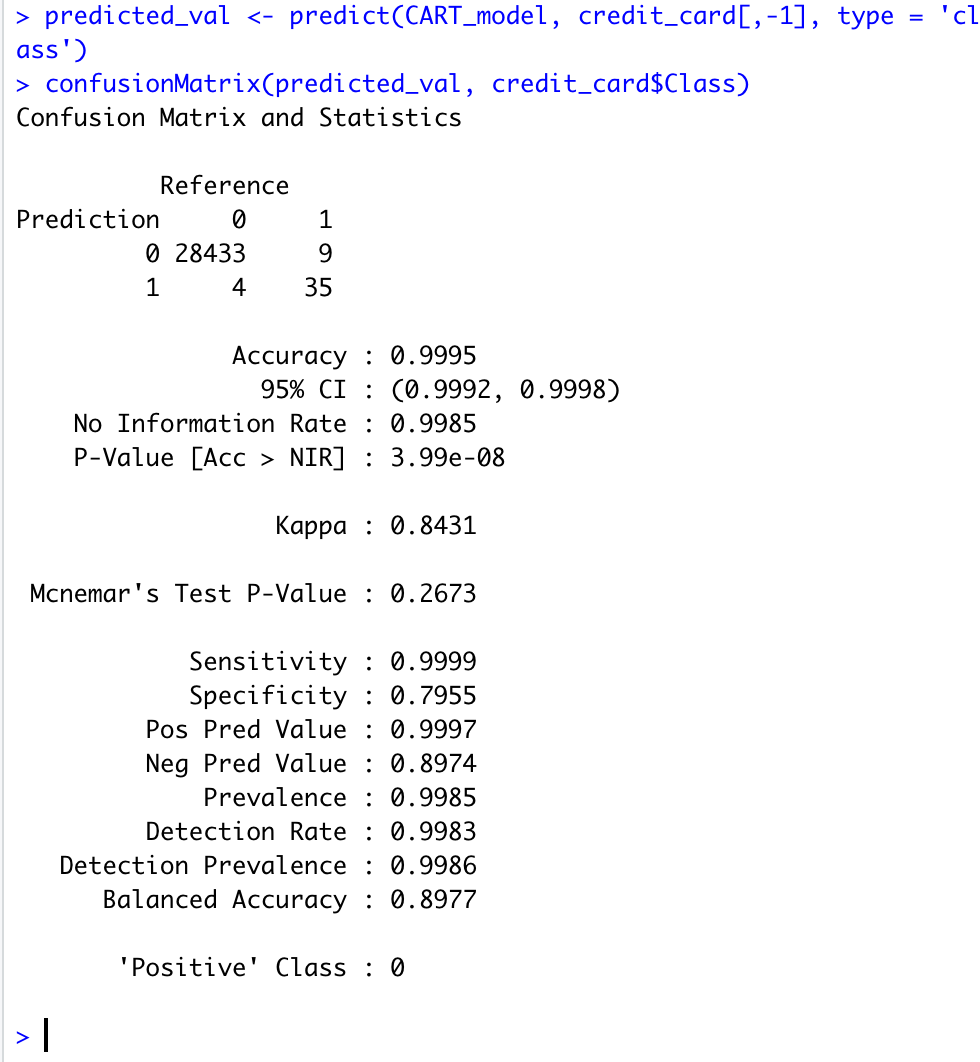 > predicted_val <- predict(CART_model, credit_card[,-1], type = 'cl
ass')
> confusionMatrix(predicted_val, credit_card$Class)
Confusion Matrix and Statistics

          Reference
Prediction     0     1
         0 28433     9
         1     4    35

               Accuracy : 0.9995
                 95% CI : (0.9992, 0.9998)
    No Information Rate : 0.9985
    P-Value [Acc > NIR] : 3.99e-08

                  Kappa : 0.8431

 Mcnemar's Test P-Value : 0.2673

            Sensitivity : 0.9999
            Specificity : 0.7955
         Pos Pred Value : 0.9997
         Neg Pred Value : 0.8974
             Prevalence : 0.9985
         Detection Rate : 0.9983
   Detection Prevalence : 0.9986
      Balanced Accuracy : 0.8977

       'Positive' Class : 0

>